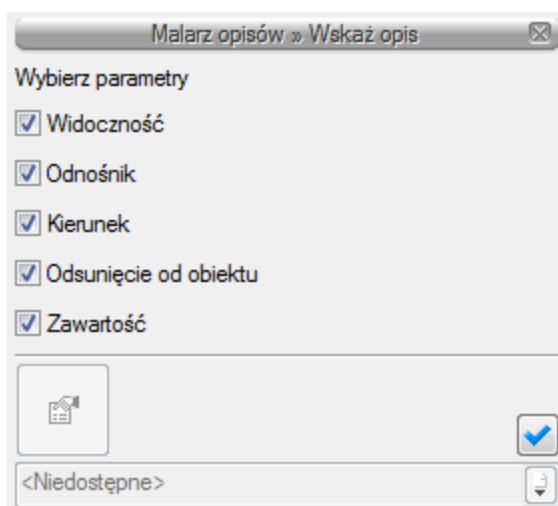 Malarz opisów » Wskaż opis
Wybierz parametry
Widoczność
Odnośnik
Kierunek
Odsunięcie od obiektu
Zawartość
<Niedostępne>